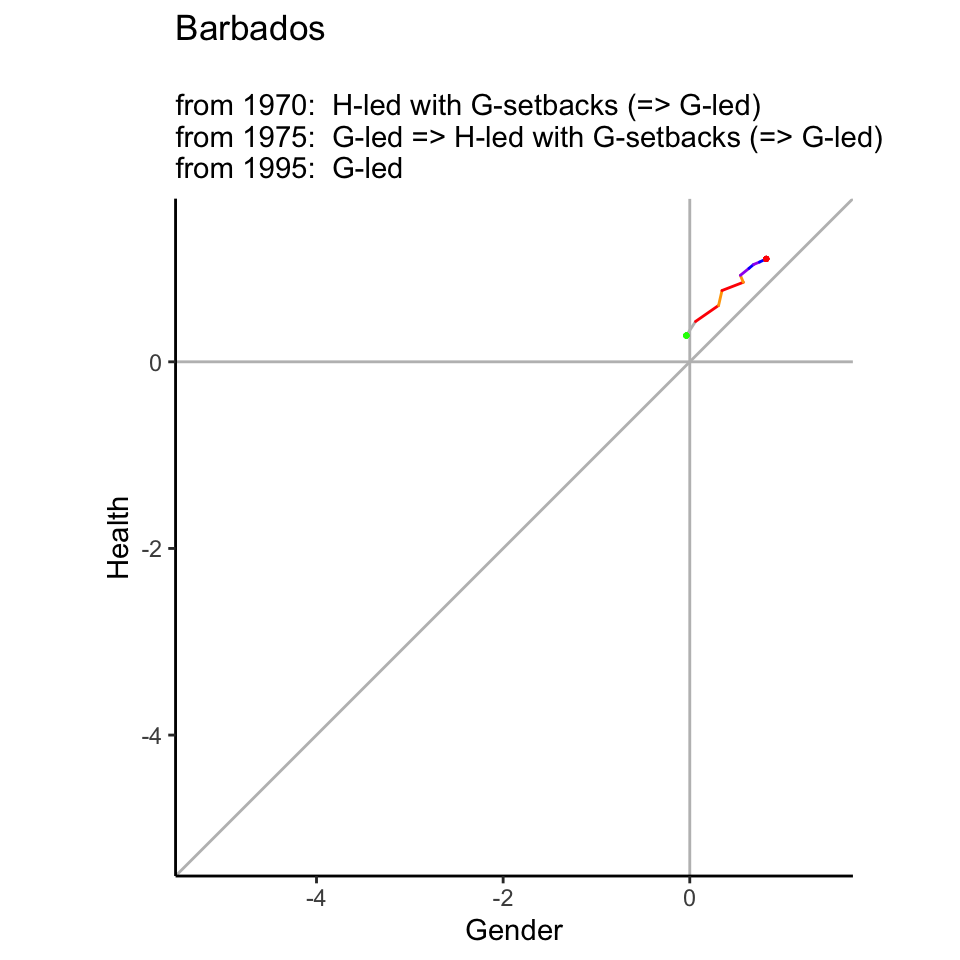 Barbados
from 1970:  H-led with G-setbacks (=> G-led)
from 1975:  G-led => H-led with G-setbacks (=> G-led)
from 1995:  G-led
0
-2
-4
Health
-4
-2
0
Gender